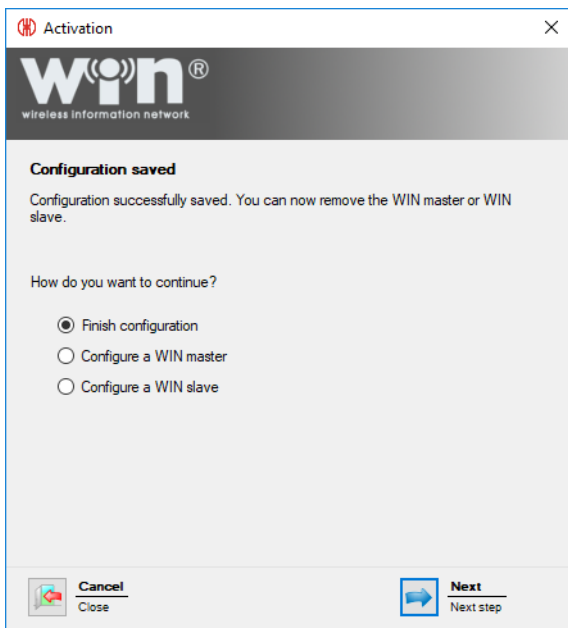 Activation
WiN®
wireless information network
Configuration saved
Configuration successfully saved. You can now remove the WIN master or WIN
slave.
How do you want to continue?
Finish configuration
Configure a WIN master
Configure a WIN slave
Cancel
Close
Next
Next step